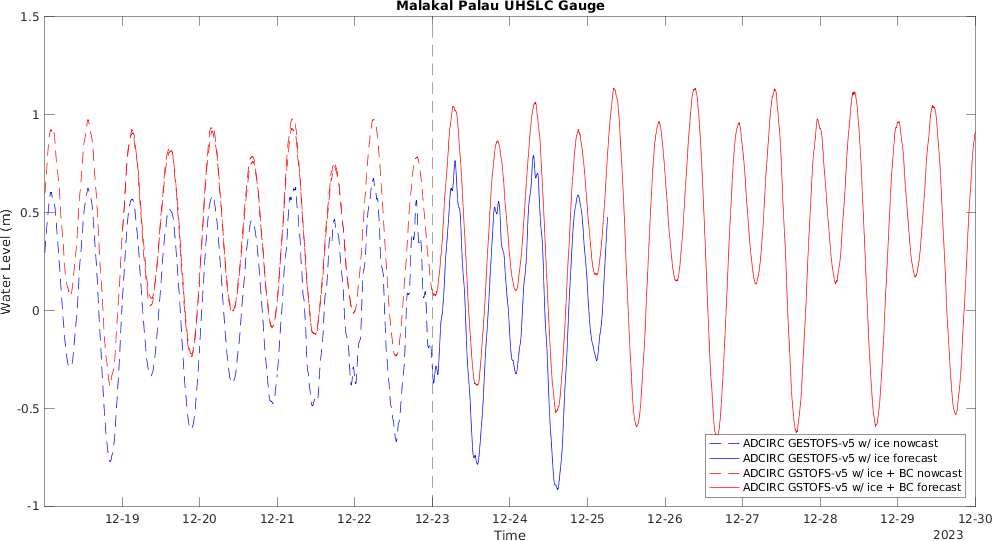 Malakal Palau UHSLC Gauge
1.5
1
0.5
0
-0.5
-1
Water Level (m)
ADCIRC GESTOFS-v5 w/ ice nowcast
ADCIRC GESTOFS-v5 w/ ice forecast
ADCIRC GSTOFS-v5 w/ ice + BC nowcast
ADCIRC GSTOFS-v5 w/ ice + BC forecast
12-19 12-20 12-21 12-22 12-23 12-24 12-25 12-26 12-27 12-28 12-29 12-30
Time
2023